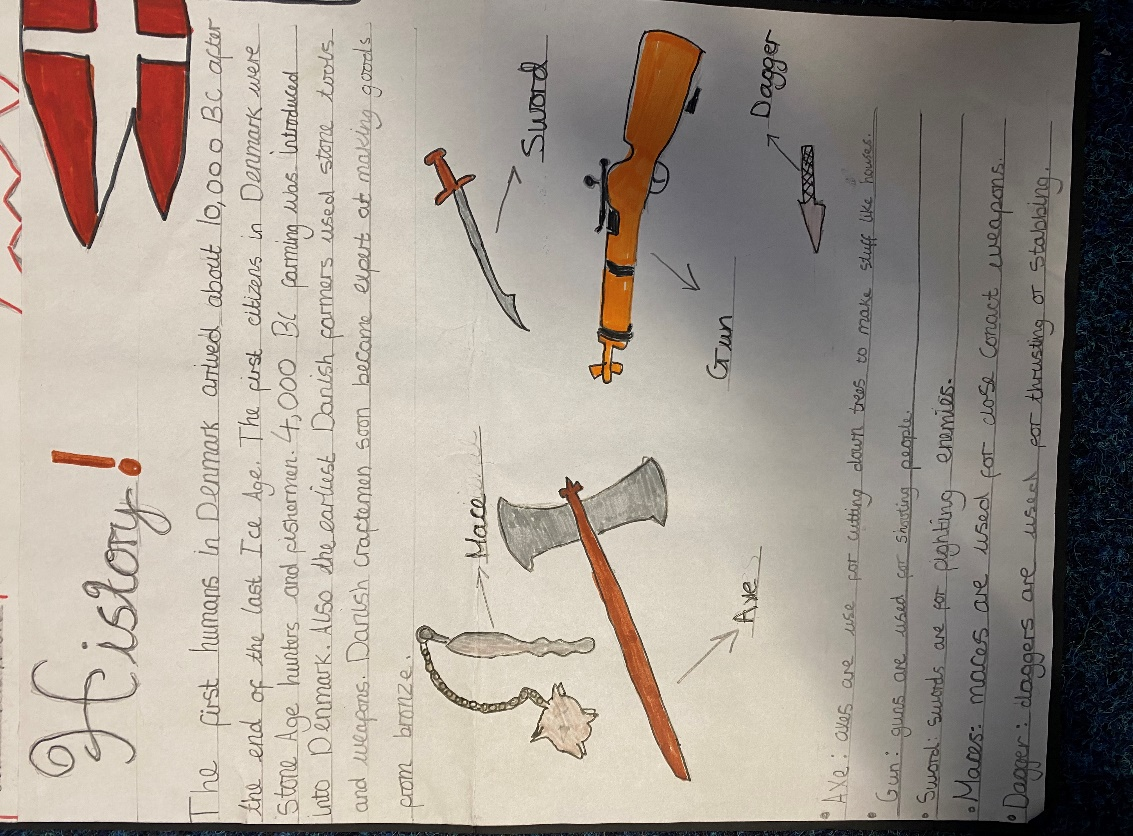 History!
The first humans in Denmark arrived about 10,000 BC after
the end of the last Ice Age. The first citizens in Denmark were
Stone Age hunters and fishermen. 4,000 BC farming was introduced
into Denmark. Also the earliest Danish farmers used stone tools
and weapons. Danish craftemen soon became expert at making goods
from bronze.
Mace
Sword
Axe
Gun
Dagger
• Axe: axes are use for cutting down trees to make stuff like houses.
• Gun: guns are used for shooting people.
• Sword: swords are for fighting enemies.
• Maces: maces are used for close conact weapons.
• Dagger: daggers are used for thrusting or stabbing.